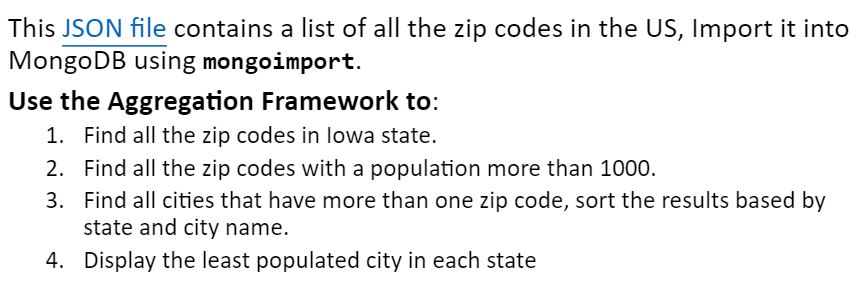 This JSON file contains a list of all the zip codes in the US, Import it into
MongoDB using mongoimport.
Use the Aggregation Framework to:
1. Find all the zip codes in Iowa state.
2. Find all the zip codes with a population more than 1000.
3. Find all cities that have more than one zip code, sort the results based by
state and city name.
4. Display the least populated city in each state